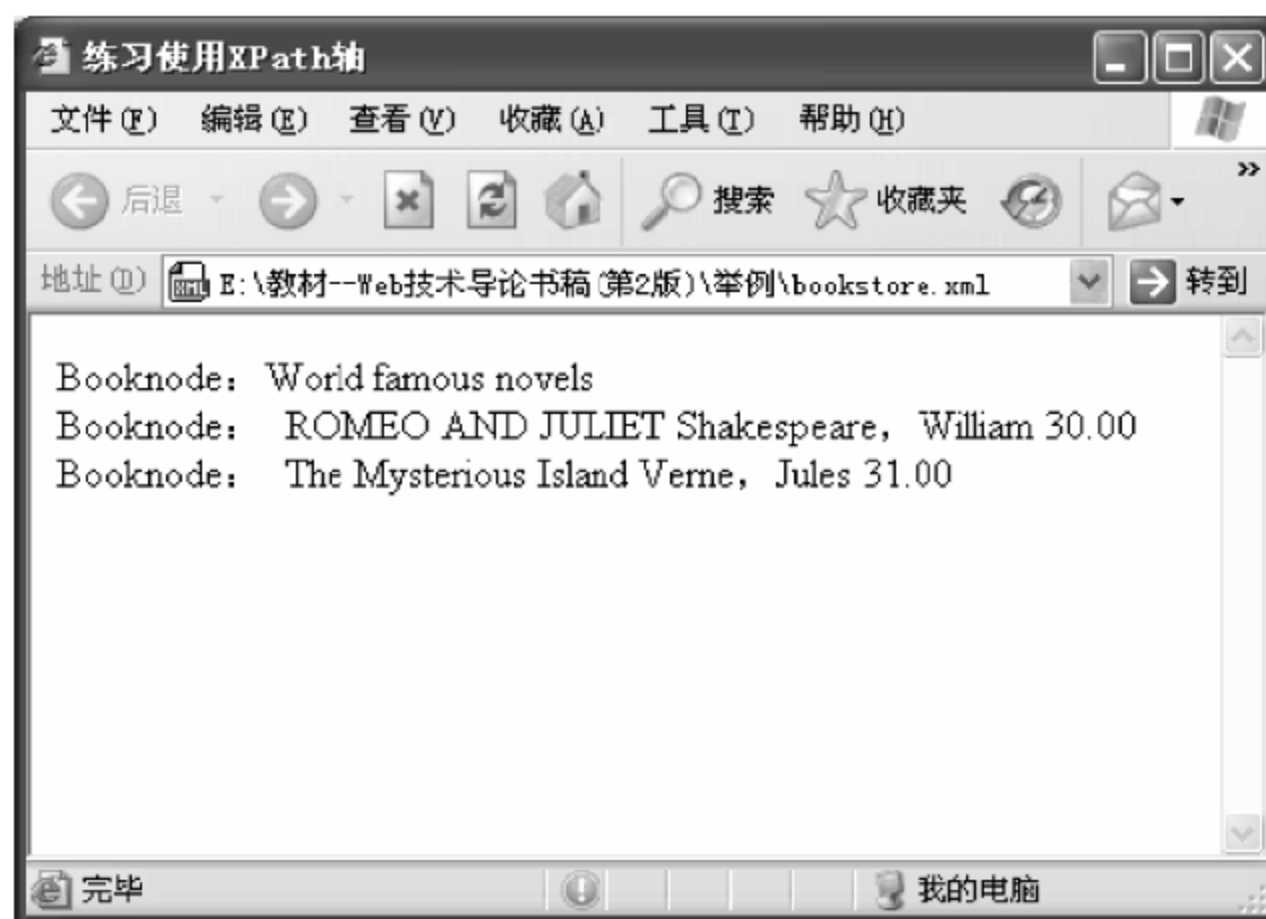 练习使用XPath轴
文件(F) 编辑(E) 查看(V) 收藏(A) 工具(T) 帮助(H)
后退 搜索 收藏夹 »
地址(D) E:\教材--Web技术导论书稿(第2版)\举例\bookstore.xml 转到
Booknode：World famous novels
Booknode： ROMEO AND JULIET Shakespeare，William 30.00
Booknode： The Mysterious Island Verne，Jules 31.00
完毕 我的电脑